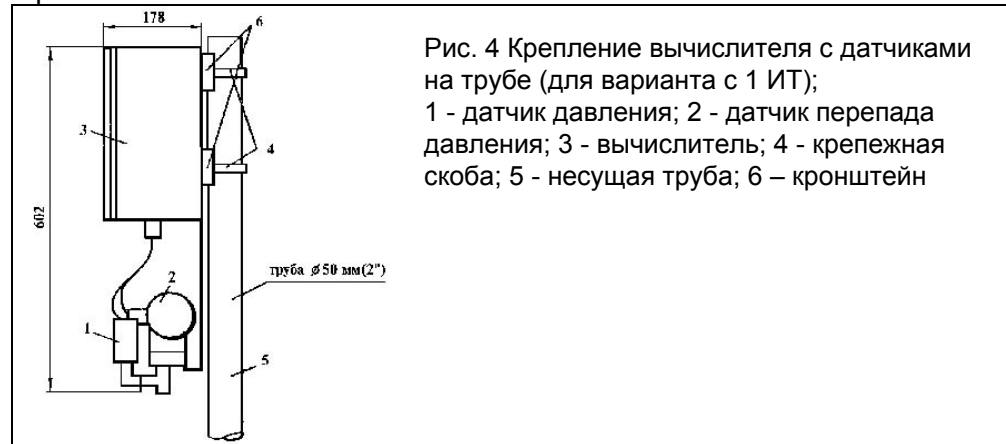 178
6
3
4
602
труба ⌀50 мм(2")
2
1
5
Рис. 4 Крепление вычислителя с датчиками
на трубе (для варианта с 1 ИТ);
1 - датчик давления; 2 - датчик перепада
давления; 3 - вычислитель; 4 - крепежная
скоба; 5 - несущая труба; 6 – кронштейн